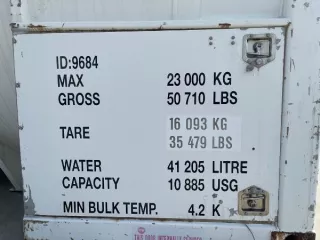 ID:9684
MAX 23 000 KG
GROSS 50 710 LBS
16 093 KG
TARE
35 479 LBS
WATER 41 205 LITRE
CAPACITY 10 885 USG
MIN BULK TEMP. 4.2 K